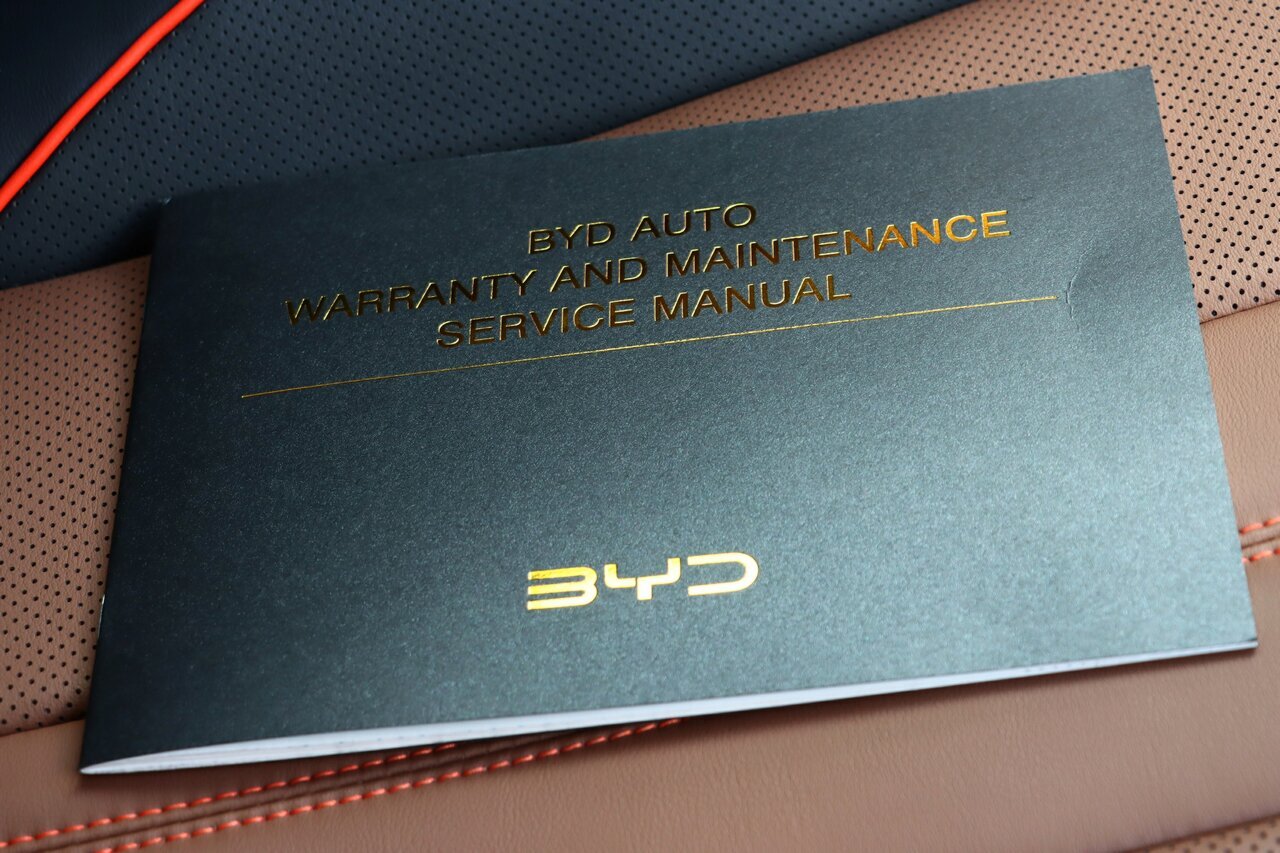 BYD AUTO
WARRANTY AND MAINTENANCE
SERVICE MANUAL
BYD